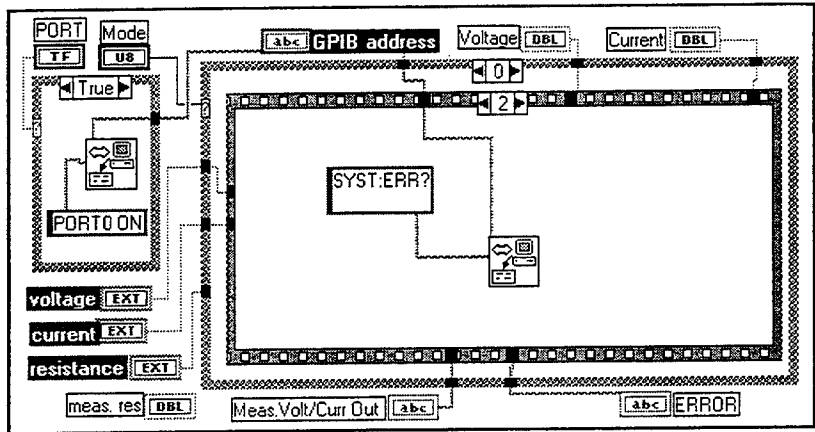 PORT
TF
Mode
U8
abc GPIB address
Voltage DBL
Current DBL
True
0
2
PORT0 ON
SYST:ERR?
voltage EXT
current EXT
resistance EXT
meas. res DBL
Meas.Volt/Curr Out abc
abc ERROR